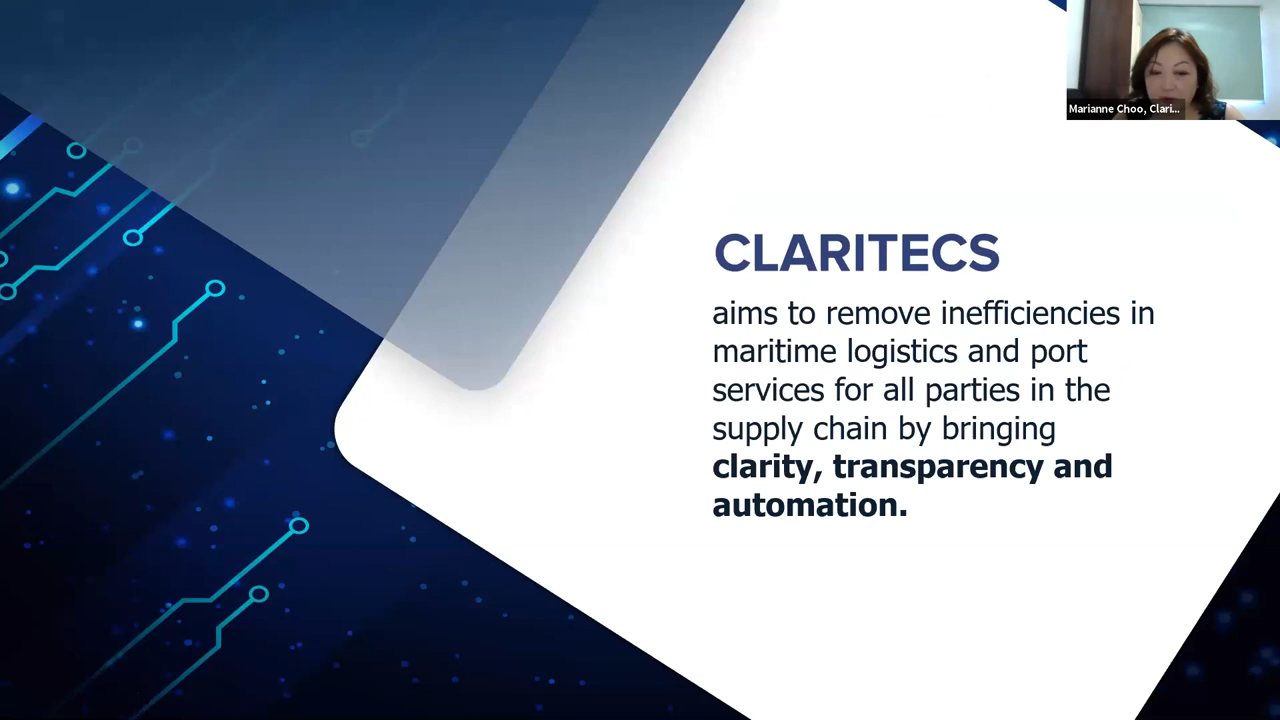 Marianne Choo, Clari...
CLARITECS
aims to remove inefficiencies in
maritime logistics and port
services for all parties in the
supply chain by bringing
clarity, transparency and
automation.